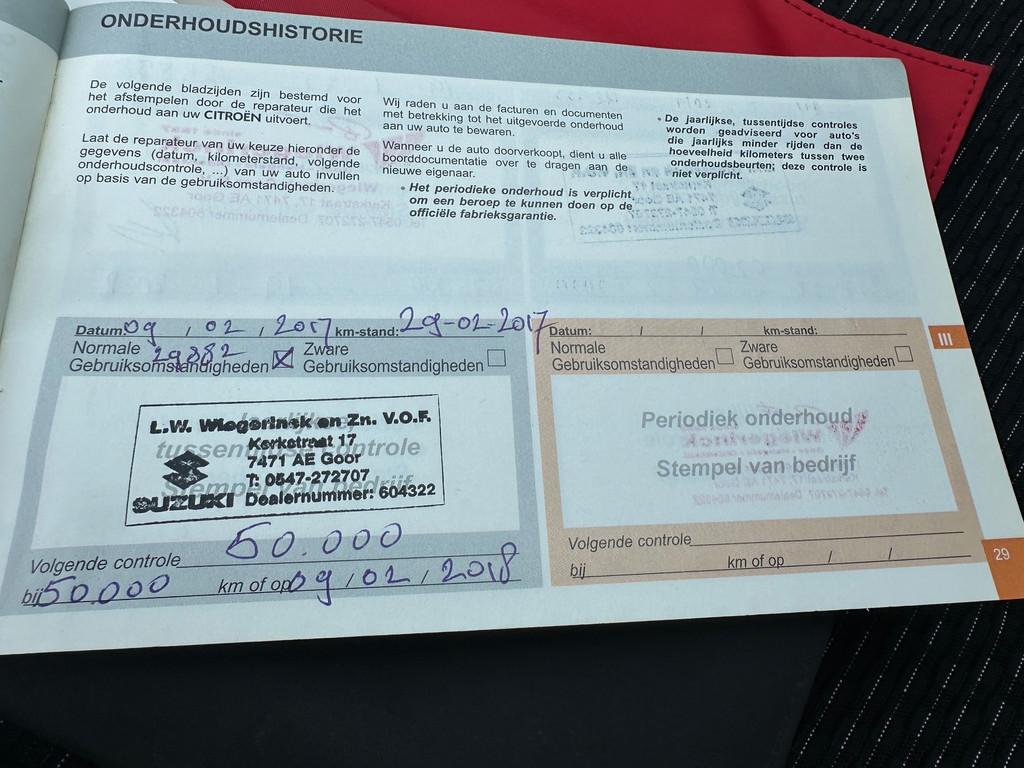 ONDERHOUDSHISTORIE
De volgende bladzijden zijn bestemd voor
het afstempelen door de reparateur die het
onderhoud aan uw CITROËN uitvoert.
Laat de reparateur van uw keuze hieronder de
gegevens (datum, kilometerstand, volgende
onderhoudscontrole, ...) van uw auto invullen
op basis van de gebruiksomstandigheden.
Wij raden u aan de facturen en documenten
met betrekking tot het uitgevoerde onderhoud
aan uw auto te bewaren.
Wanneer u de auto doorverkoopt, dient u alle
boorddocumentatie over te dragen aan de
nieuwe eigenaar.
• Het periodieke onderhoud is verplicht
om een beroep te kunnen doen op de
officiële fabrieksgarantie.
• De jaarlijkse, tussentijdse controles
worden geadviseerd voor auto's
die jaarlijks minder rijden dan de
hoeveelheid kilometers tussen twee
onderhoudsbeurten; deze controle is
niet verplicht.
Datum: 09 / 02 / 2017 km-stand: 29-02-2017
Normale 29882 Zware
Gebruiksomstandigheden Gebruiksomstandigheden
Jaarlijkse,
tussentijdse controle
Stempel van bedrijf
L.W. Wiegerinck en Zn. V.O.F.
Kerkstraat 17
7471 AE Goor
T: 0547-272707
SUZUKI Dealernummer: 604322
Volgende controle 50.000
bij 50.000 km of op 09 / 02 / 2018
Datum: / / km-stand:
Normale Zware
Gebruiksomstandigheden Gebruiksomstandigheden
Periodiek onderhoud
Stempel van bedrijf
Volgende controle
bij km of op / /
III
29